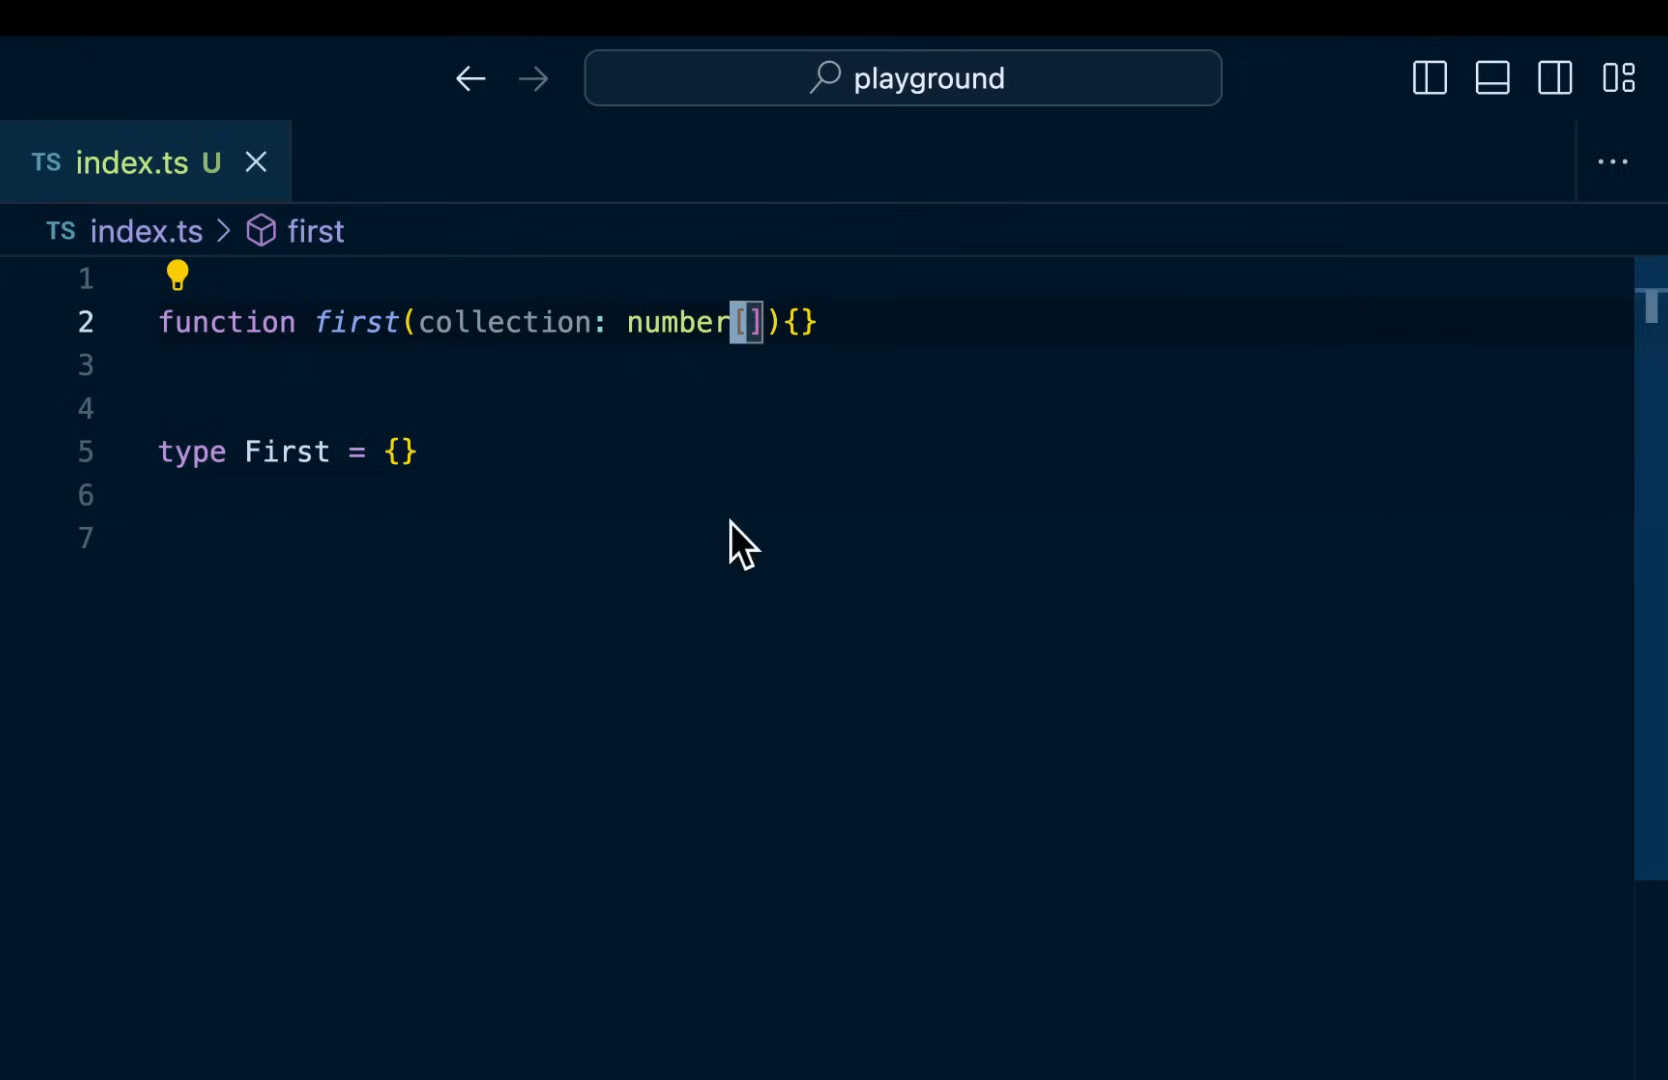 playground
TS index.ts U
TS index.ts > first
1
2 function first(collection: number[]){}
3
4
5 type First = {}
6
7